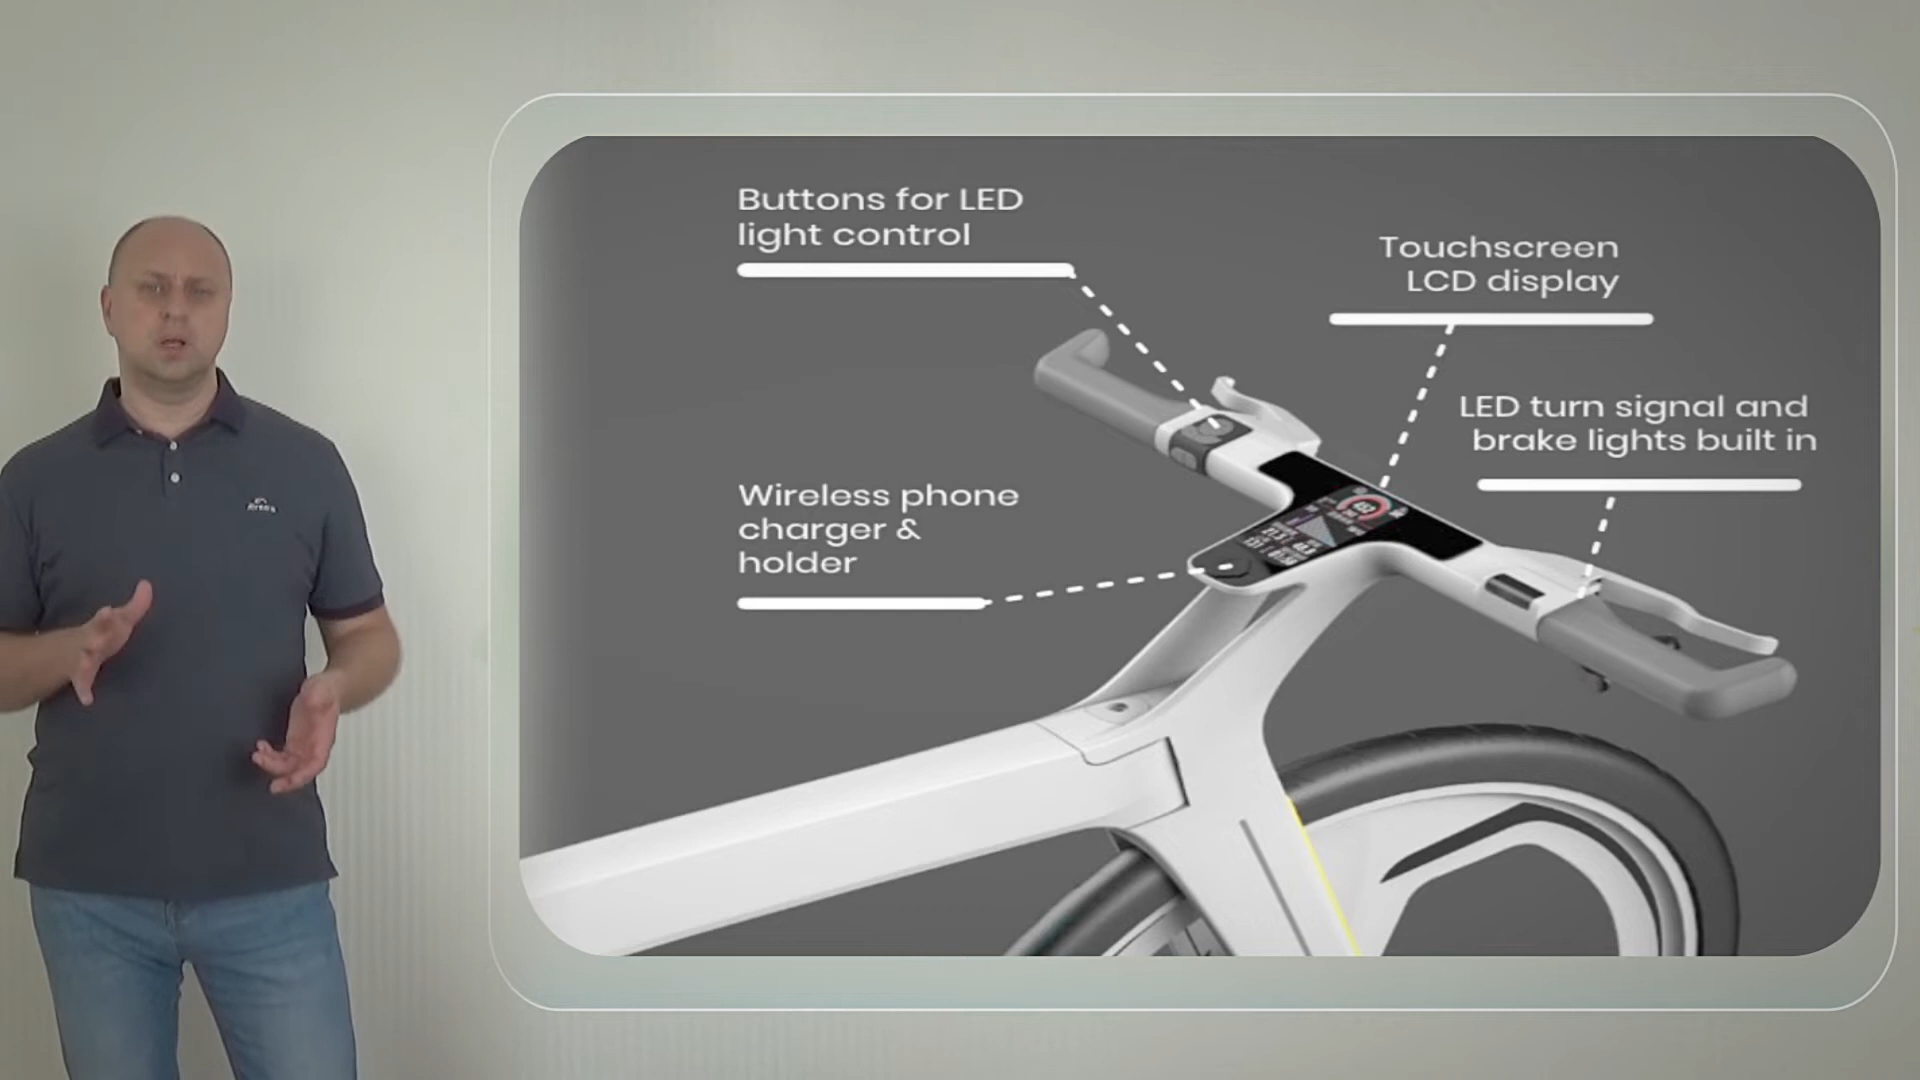 Buttons for LED
light control
Touchscreen
LCD display
LED turn signal and
brake lights built in
Wireless phone
charger &
holder